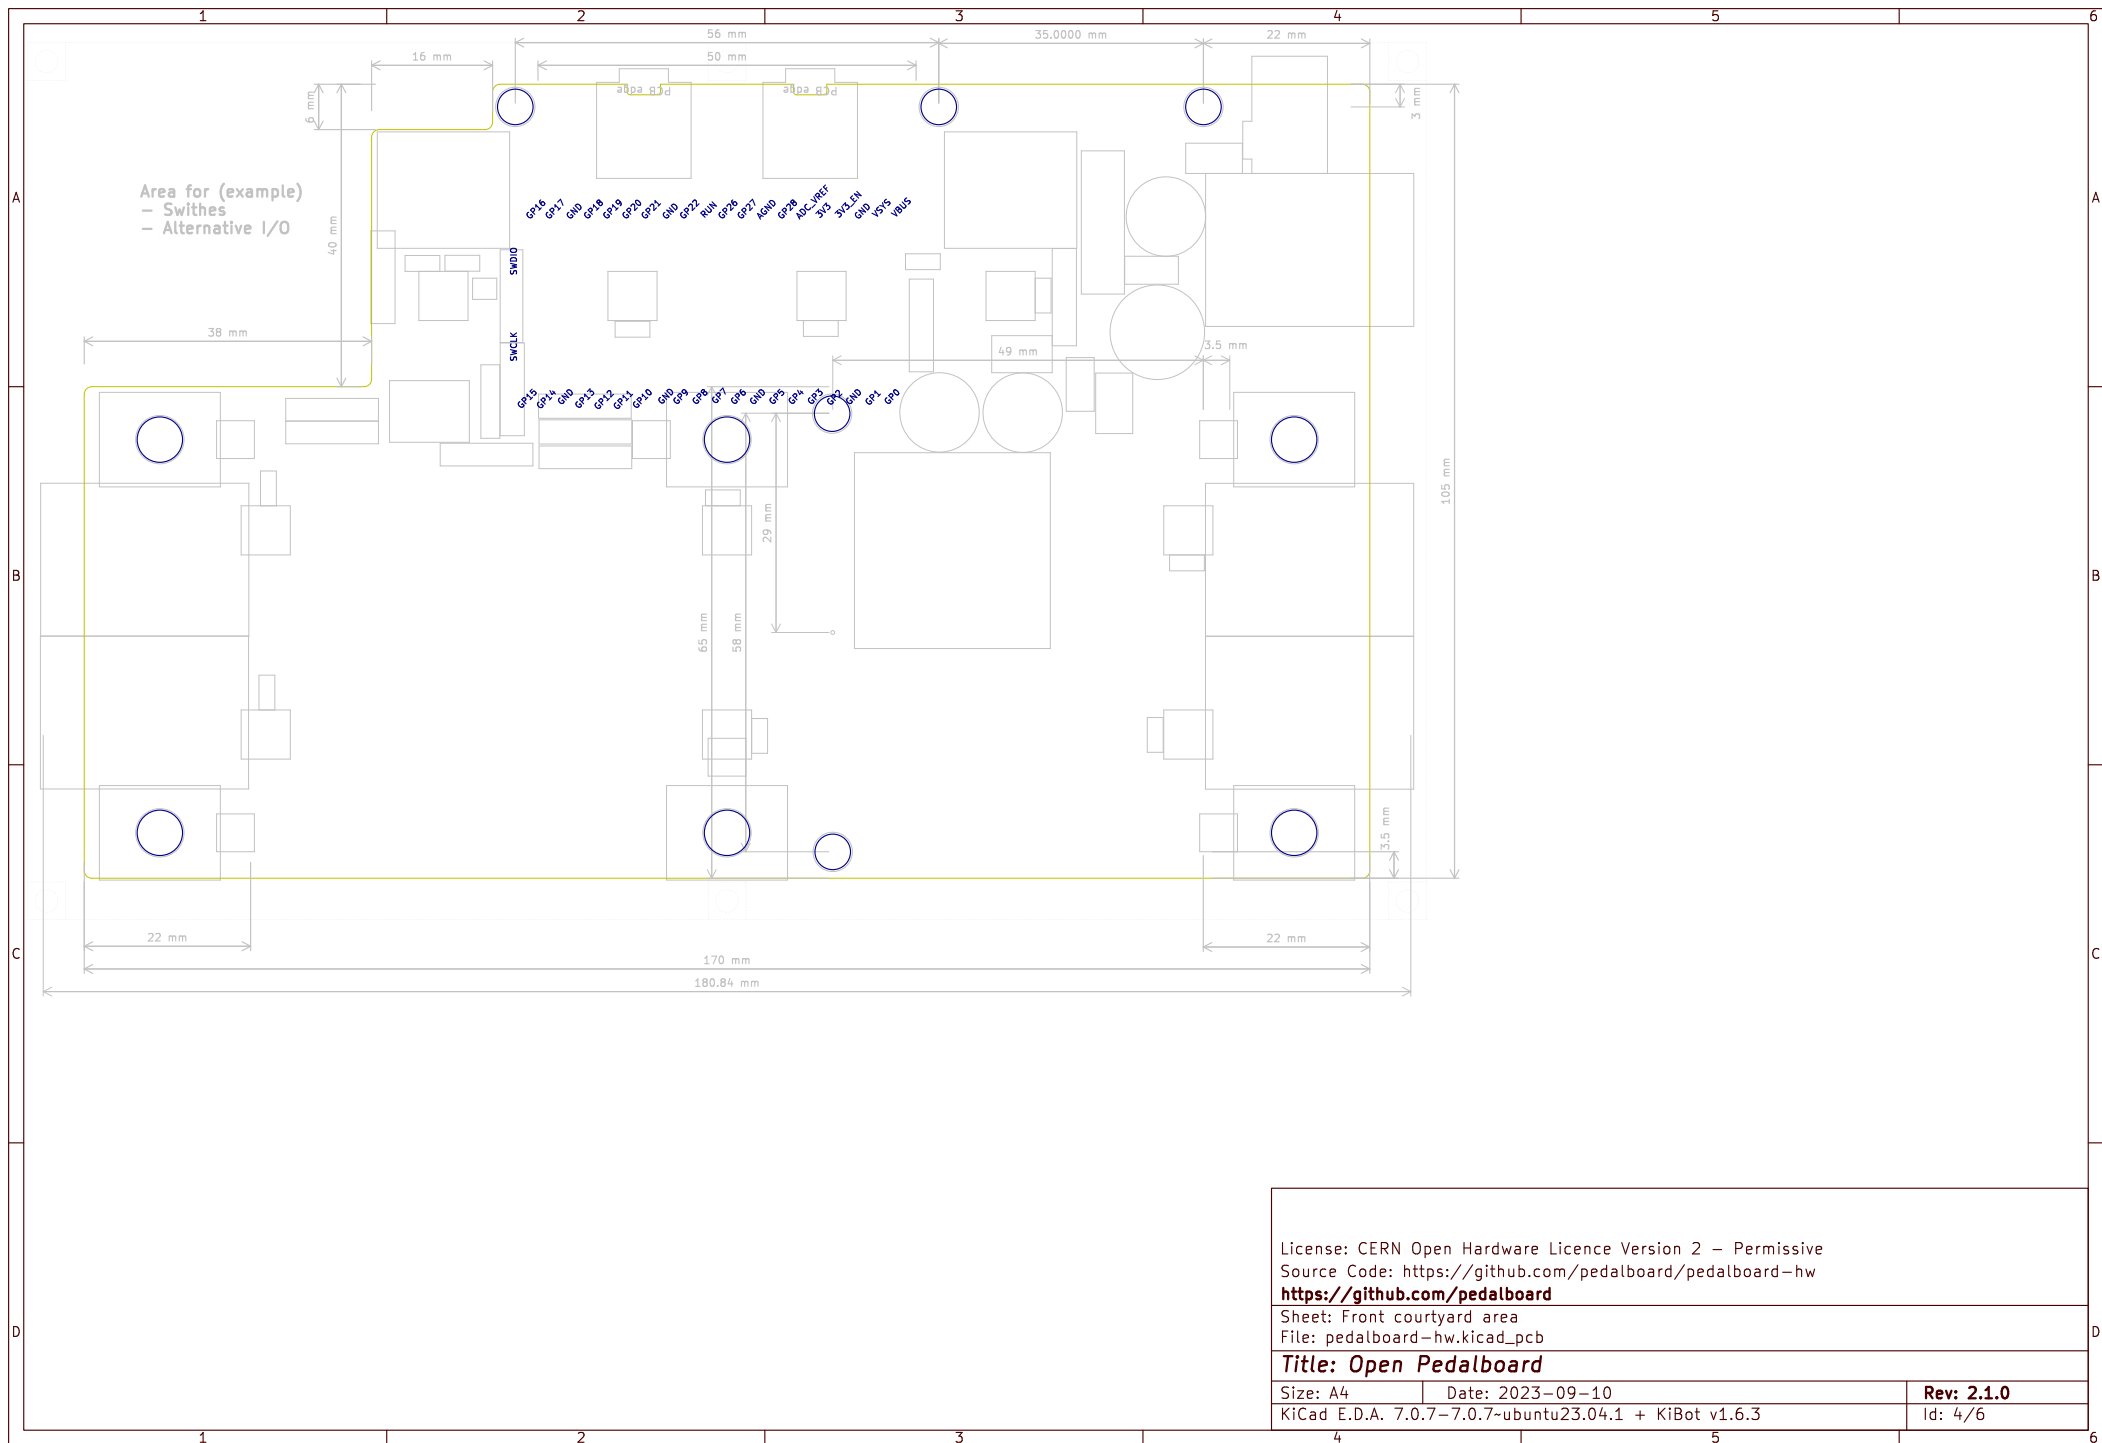 1 2 3 4 5 6
56 mm 35.0000 mm 22 mm
16 mm 50 mm
PCB edge PCB edge
6 mm 3 mm
Area for (example)
- Swithes
- Alternative I/O
A A
40 mm
GP16 GP17 GND GP18 GP19 GP20 GP21 GND GP22 RUN GP26 GP27 AGND GP28 ADC_VREF 3V3 3V3_EN GND VSYS VBUS
SWDIO
38 mm
SWCLK
49 mm 3.5 mm
GP15 GP14 GND GP13 GP12 GP11 GP10 GND GP9 GP8 GP7 GP6 GND GP5 GP4 GP3 GP2 GND GP1 GP0
105 mm
29 mm
B B
65 mm 58 mm
3.5 mm
22 mm 22 mm
C C
170 mm
180.84 mm
License: CERN Open Hardware Licence Version 2 - Permissive
Source Code: https://github.com/pedalboard/pedalboard-hw
https://github.com/pedalboard
Sheet: Front courtyard area
File: pedalboard-hw.kicad_pcb
D D
Title: Open Pedalboard
Size: A4 Date: 2023-09-10 Rev: 2.1.0
KiCad E.D.A. 7.0.7-7.0.7~ubuntu23.04.1 + KiBot v1.6.3 Id: 4/6
1 2 3 4 5 6